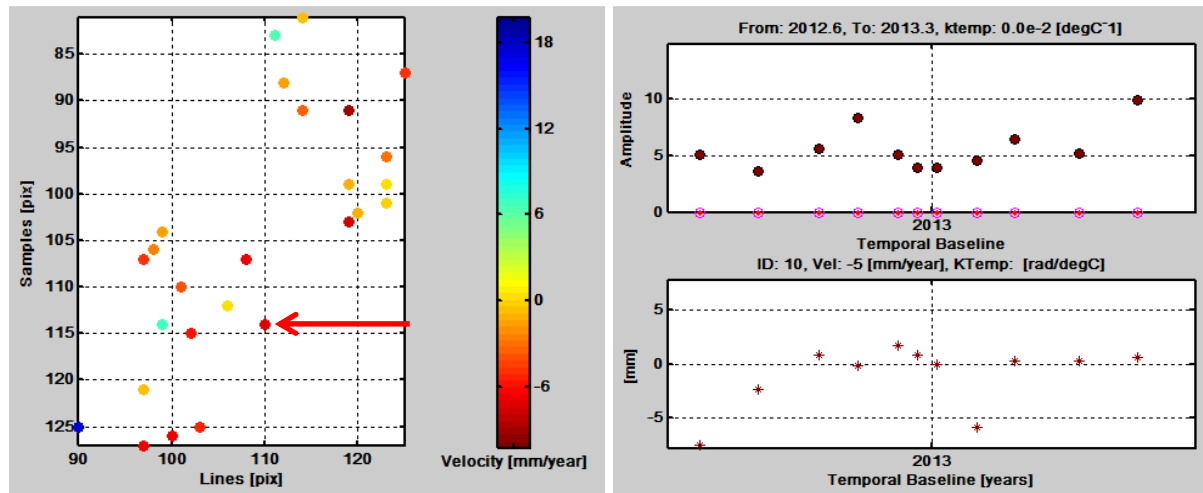 85
90
95
100
105
110
115
120
125
Samples [pix]
90
100
110
120
Lines [pix]
18
12
6
0
-6
Velocity [mm/year]
From: 2012.6, To: 2013.3, ktemp: 0.0e-2 [degC⁻1]
10
5
0
Amplitude
2013
Temporal Baseline
ID: 10, Vel: -5 [mm/year], KTemp:  [rad/degC]
5
0
-5
[mm]
2013
Temporal Baseline [years]